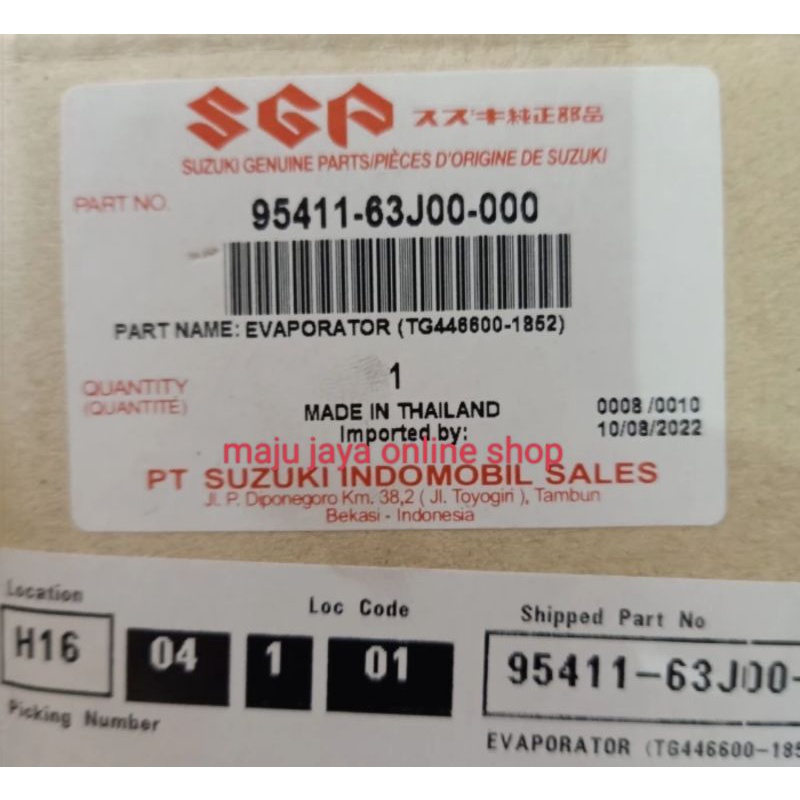 SGP スズキ純正部品
SUZUKI GENUINE PARTS/PIÈCES D'ORIGINE DE SUZUKI
PART NO. 95411-63J00-000
PART NAME: EVAPORATOR (TG446600-1852)
QUANTITY 1
(QUANTITÉ)
MADE IN THAILAND 0008 /0010
Imported by: 10/08/2022
maju jaya online shop
PT SUZUKI INDOMOBIL SALES
Jl. P. Diponegoro Km. 38,2 ( Jl. Toyogiri ), Tambun
Bekasi - Indonesia
Location Loc Code Shipped Part No
H16 04 1 01 95411-63J00-
Picking Number
EVAPORATOR (TG446600-185